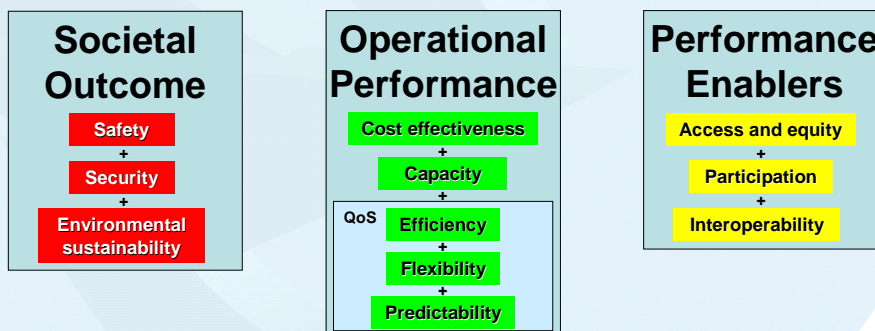 Societal
Outcome
Safety
+
Security
+
Environmental
sustainability
Operational
Performance
Cost effectiveness
+
Capacity
+
QoS
Efficiency
+
Flexibility
+
Predictability
Performance
Enablers
Access and equity
+
Participation
+
Interoperability